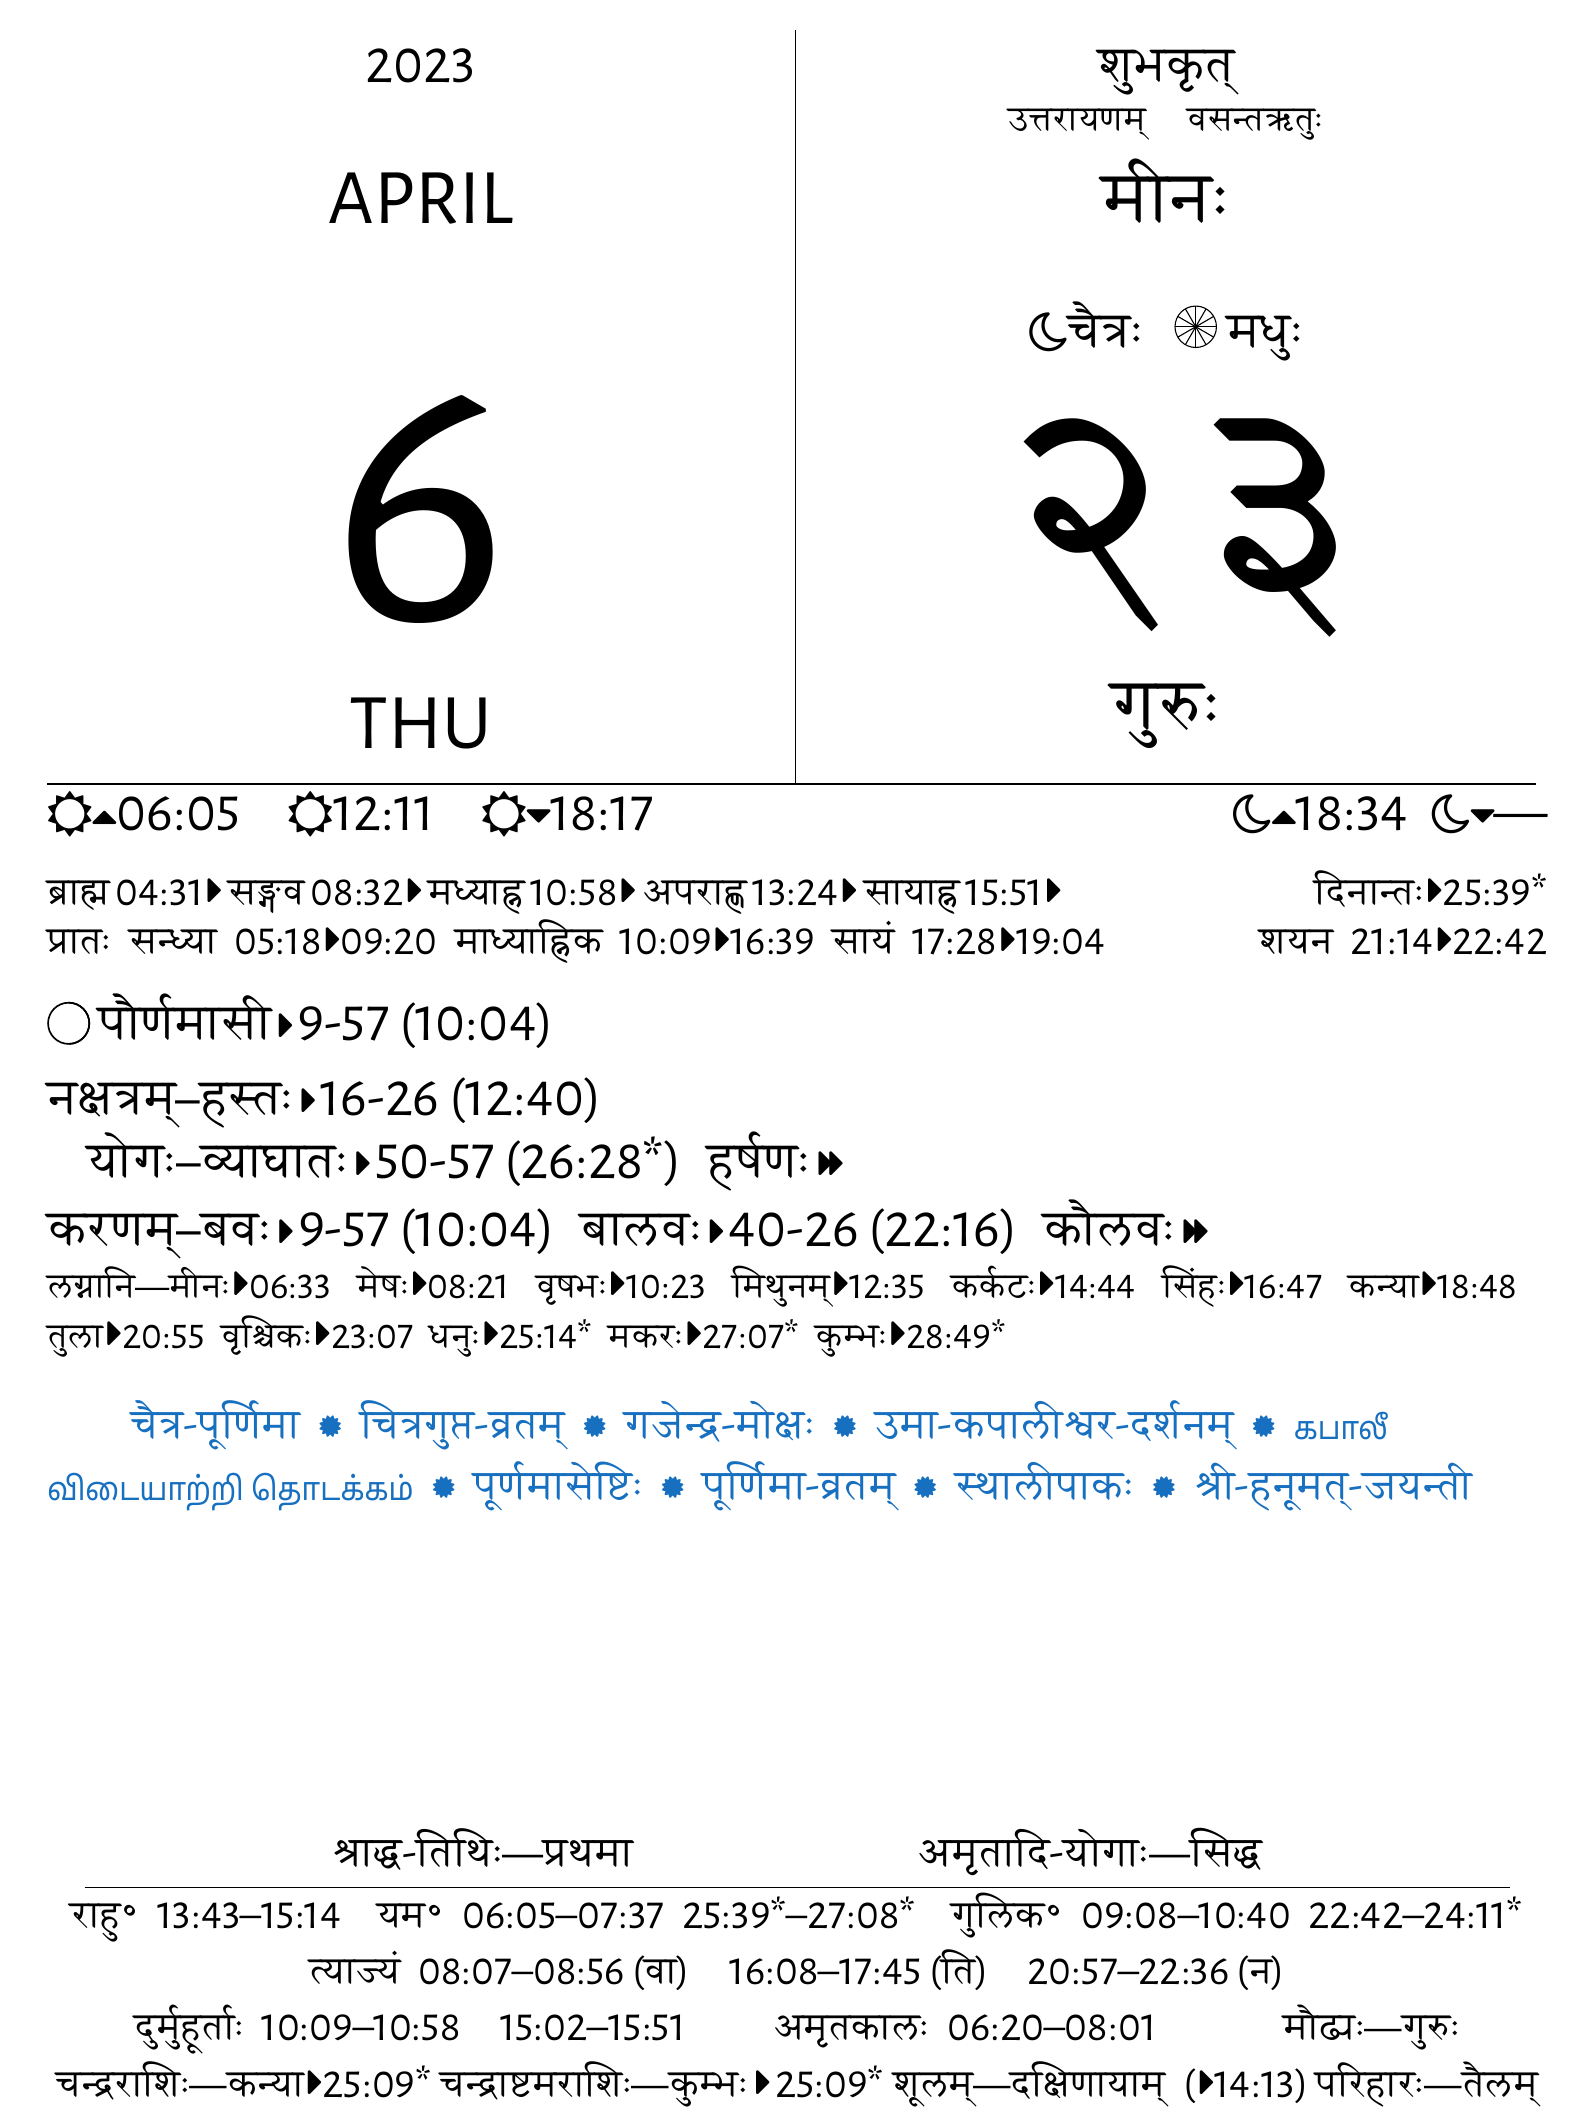 2023
APRIL
6
THU
शुभकृत्
उत्तरायणम् वसन्तऋतुः
मीनः
चैत्रः मधुः
२३
गुरुः
06:05 12:11 18:17 18:34 —
ब्राह्म 04:31 सङ्गव 08:32 मध्याह्न 10:58 अपराह्ण 13:24 सायाह्न 15:51 दिनान्तः 25:39*
प्रातः सन्ध्या 05:18 09:20 माध्याह्निक 10:09 16:39 सायं 17:28 19:04 शयन 21:14 22:42
पौर्णमासी 9-57 (10:04)
नक्षत्रम्–हस्तः 16-26 (12:40)
योगः–व्याघातः 50-57 (26:28*) हर्षणः
करणम्–बवः 9-57 (10:04) बालवः 40-26 (22:16) कौलवः
लग्नानि—मीनः 06:33 मेषः 08:21 वृषभः 10:23 मिथुनम् 12:35 कर्कटः 14:44 सिंहः 16:47 कन्या 18:48
तुला 20:55 वृश्चिकः 23:07 धनुः 25:14* मकरः 27:07* कुम्भः 28:49*
चैत्र-पूर्णिमा चित्रगुप्त-व्रतम् गजेन्द्र-मोक्षः उमा-कपालीश्वर-दर्शनम् கபாலீ
விடையாற்றி தொடக்கம் पूर्णमासेष्टिः पूर्णिमा-व्रतम् स्थालीपाकः श्री-हनूमत्-जयन्ती
श्राद्ध-तिथिः—प्रथमा अमृतादि-योगाः—सिद्ध
राहु॰ 13:43–15:14 यम॰ 06:05–07:37 25:39*–27:08* गुलिक॰ 09:08–10:40 22:42–24:11*
त्याज्यं 08:07–08:56 (वा) 16:08–17:45 (ति) 20:57–22:36 (न)
दुर्मुहूर्ताः 10:09–10:58 15:02–15:51 अमृतकालः 06:20–08:01 मौढ्यः—गुरुः
चन्द्रराशिः—कन्या 25:09* चन्द्राष्टमराशिः—कुम्भः 25:09* शूलम्—दक्षिणायाम् (14:13) परिहारः—तैलम्